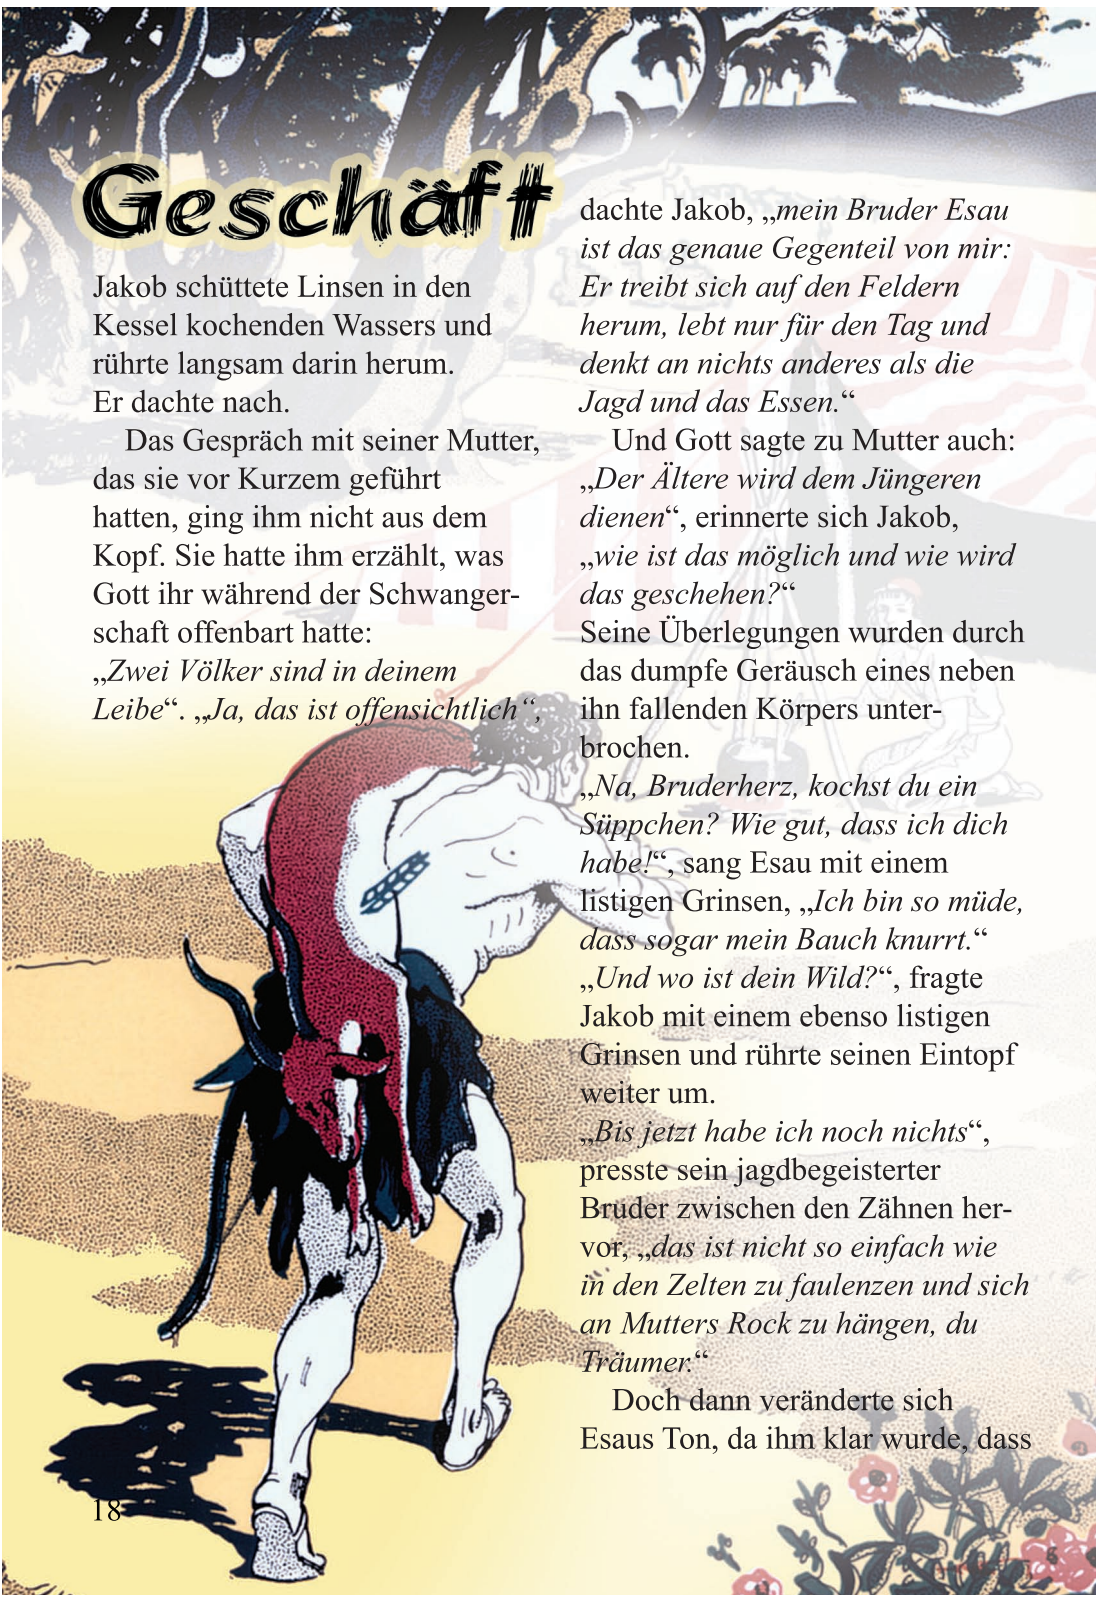 Geschäft
Jakob schüttete Linsen in den
Kessel kochenden Wassers und
rührte langsam darin herum.
Er dachte nach.
Das Gespräch mit seiner Mutter,
das sie vor Kurzem geführt
hatten, ging ihm nicht aus dem
Kopf. Sie hatte ihm erzählt, was
Gott ihr während der Schwanger-
schaft offenbart hatte:
„Zwei Völker sind in deinem
Leibe“. „Ja, das ist offensichtlich“,
dachte Jakob, „mein Bruder Esau
ist das genaue Gegenteil von mir:
Er treibt sich auf den Feldern
herum, lebt nur für den Tag und
denkt an nichts anderes als die
Jagd und das Essen.“
Und Gott sagte zu Mutter auch:
„Der Ältere wird dem Jüngeren
dienen“, erinnerte sich Jakob,
„wie ist das möglich und wie wird
das geschehen?“
Seine Überlegungen wurden durch
das dumpfe Geräusch eines neben
ihn fallenden Körpers unter-
brochen.
„Na, Bruderherz, kochst du ein
Süppchen? Wie gut, dass ich dich
habe!“, sang Esau mit einem
listigen Grinsen, „Ich bin so müde,
dass sogar mein Bauch knurrt.“
„Und wo ist dein Wild?“, fragte
Jakob mit einem ebenso listigen
Grinsen und rührte seinen Eintopf
weiter um.
„Bis jetzt habe ich noch nichts“,
presste sein jagdbegeisterter
Bruder zwischen den Zähnen her-
vor, „das ist nicht so einfach wie
in den Zelten zu faulenzen und sich
an Mutters Rock zu hängen, du
Träumer.“
Doch dann veränderte sich
Esaus Ton, da ihm klar wurde, dass
18